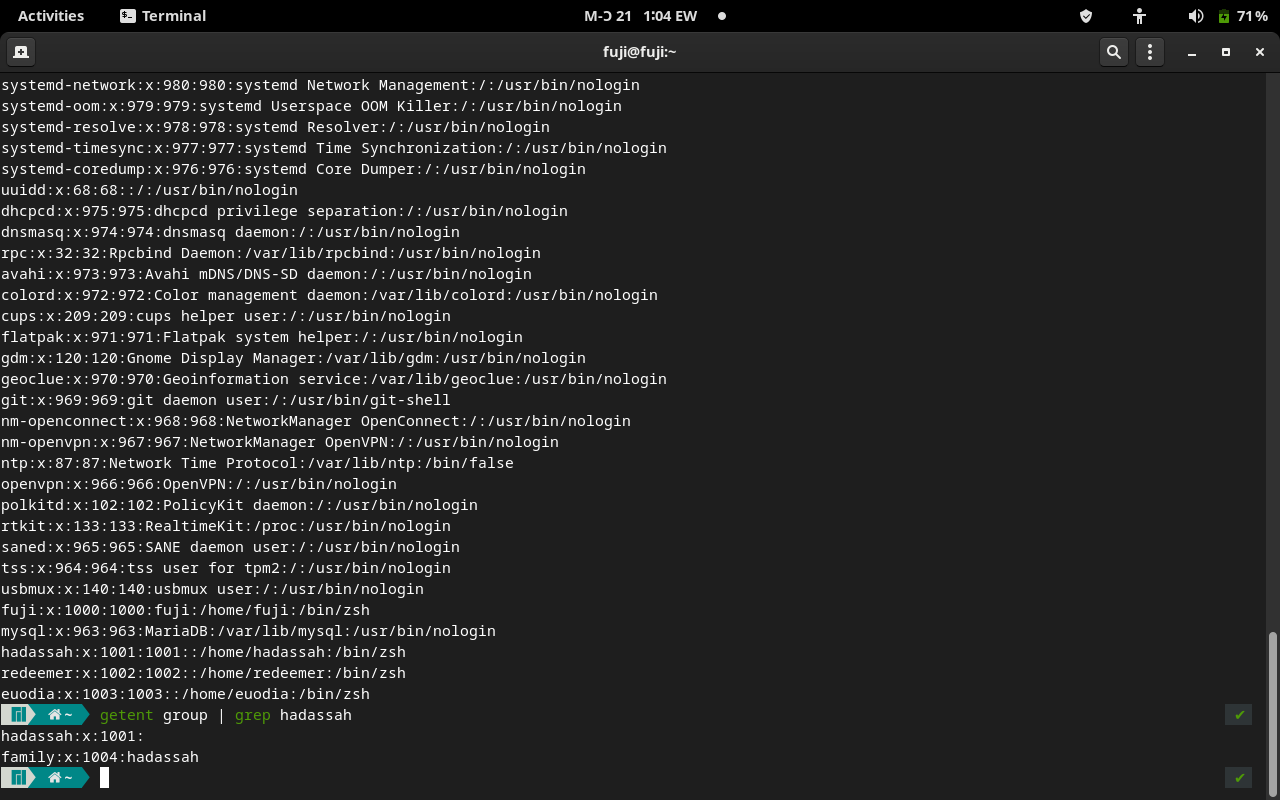 Activities
Terminal
M-Ɔ 21 1:04 EW
71%
fuji@fuji:~
systemd-network:x:980:980:systemd Network Management:/:/usr/bin/nologin
systemd-oom:x:979:979:systemd Userspace OOM Killer:/:/usr/bin/nologin
systemd-resolve:x:978:978:systemd Resolver:/:/usr/bin/nologin
systemd-timesync:x:977:977:systemd Time Synchronization:/:/usr/bin/nologin
systemd-coredump:x:976:976:systemd Core Dumper:/:/usr/bin/nologin
uuidd:x:68:68::/:/usr/bin/nologin
dhcpcd:x:975:975:dhcpcd privilege separation:/:/usr/bin/nologin
dnsmasq:x:974:974:dnsmasq daemon:/:/usr/bin/nologin
rpc:x:32:32:Rpcbind Daemon:/var/lib/rpcbind:/usr/bin/nologin
avahi:x:973:973:Avahi mDNS/DNS-SD daemon:/:/usr/bin/nologin
colord:x:972:972:Color management daemon:/var/lib/colord:/usr/bin/nologin
cups:x:209:209:cups helper user:/:/usr/bin/nologin
flatpak:x:971:971:Flatpak system helper:/:/usr/bin/nologin
gdm:x:120:120:Gnome Display Manager:/var/lib/gdm:/usr/bin/nologin
geoclue:x:970:970:Geoinformation service:/var/lib/geoclue:/usr/bin/nologin
git:x:969:969:git daemon user:/:/usr/bin/git-shell
nm-openconnect:x:968:968:NetworkManager OpenConnect:/:/usr/bin/nologin
nm-openvpn:x:967:967:NetworkManager OpenVPN:/:/usr/bin/nologin
ntp:x:87:87:Network Time Protocol:/var/lib/ntp:/bin/false
openvpn:x:966:966:OpenVPN:/:/usr/bin/nologin
polkitd:x:102:102:PolicyKit daemon:/:/usr/bin/nologin
rtkit:x:133:133:RealtimeKit:/proc:/usr/bin/nologin
saned:x:965:965:SANE daemon user:/:/usr/bin/nologin
tss:x:964:964:tss user for tpm2:/:/usr/bin/nologin
usbmux:x:140:140:usbmux user:/:/usr/bin/nologin
fuji:x:1000:1000:fuji:/home/fuji:/bin/zsh
mysql:x:963:963:MariaDB:/var/lib/mysql:/usr/bin/nologin
hadassah:x:1001:1001::/home/hadassah:/bin/zsh
redeemer:x:1002:1002::/home/redeemer:/bin/zsh
euodia:x:1003:1003::/home/euodia:/bin/zsh
~ getent group | grep hadassah ✔
hadassah:x:1001:
family:x:1004:hadassah
~ ✔